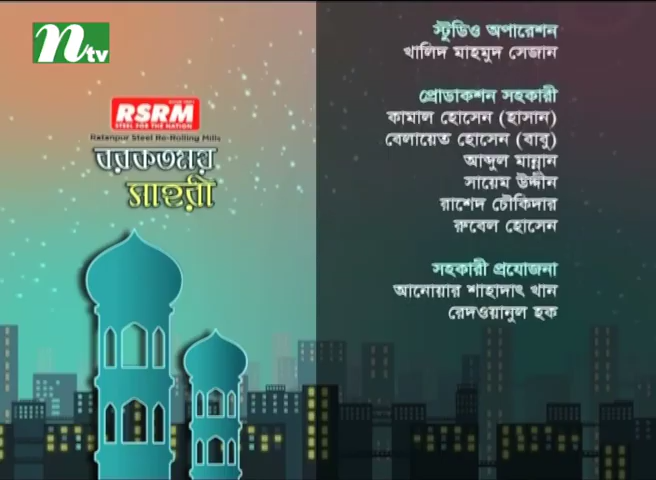 ntv
RSRM
STEEL FOR THE NATION
Ratanpur Steel Re-Rolling Mills
বরকতময়
সাহরী
স্টুডিও অপারেশন
খালিদ মাহমুদ সেজান
প্রোডাকশন সহকারী
কামাল হোসেন (হাসান)
বেলায়েত হোসেন (বাবু)
আব্দুল মান্নান
সায়েম উদ্দীন
রাশেদ চৌকিদার
রুবেল হোসেন
সহকারী প্রযোজনা
আনোয়ার শাহাদাৎ খান
রেদওয়ানুল হক